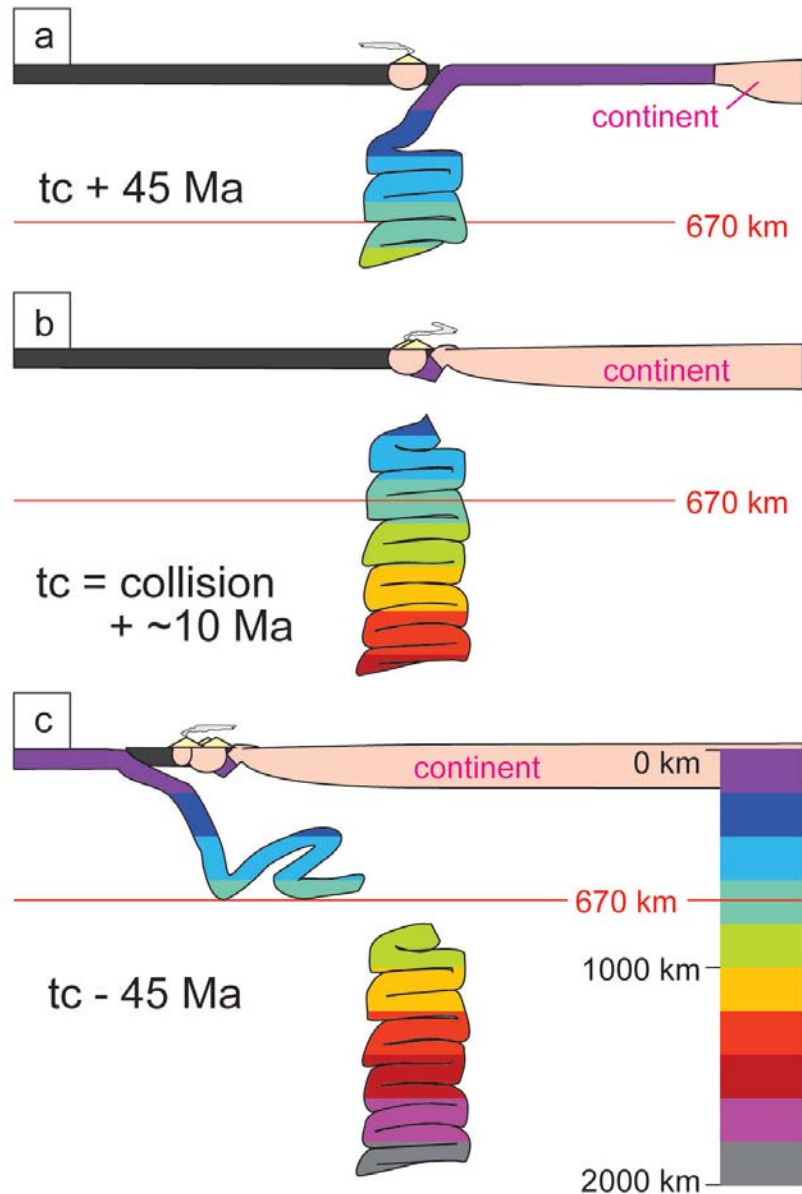 a
continent
tc + 45 Ma
670 km
b
continent
670 km
tc = collision
+ ~10 Ma
c
continent
0 km
670 km
1000 km
tc - 45 Ma
2000 km